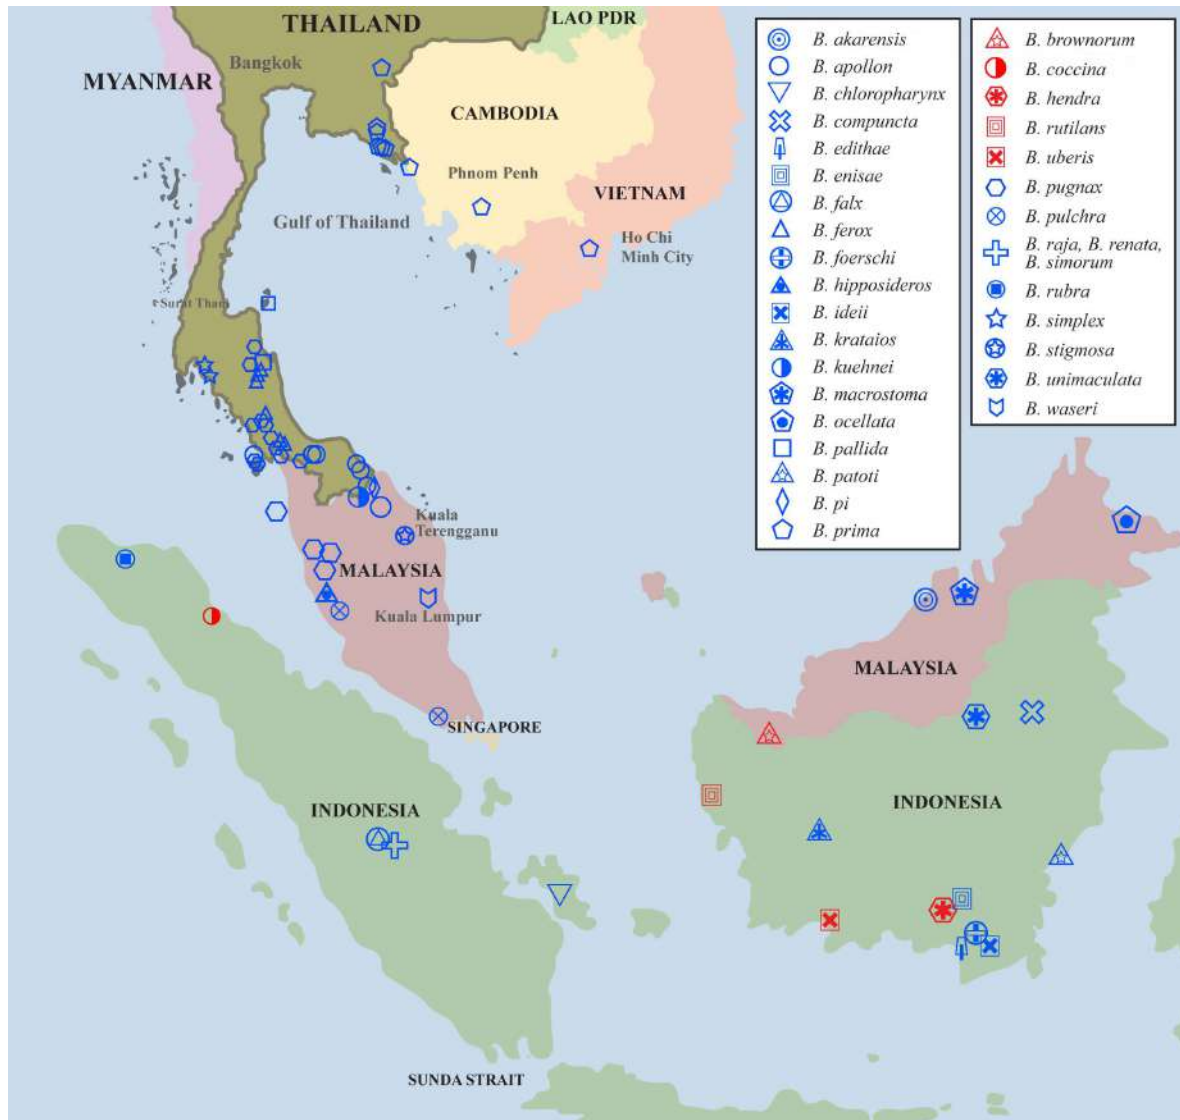 THAILAND
LAO PDR
Bangkok
MYANMAR
CAMBODIA
Phnom Penh
VIETNAM
Gulf of Thailand
Ho Chi
Minh City
Surat Thani
Kuala
Terengganu
MALAYSIA
Kuala Lumpur
SINGAPORE
INDONESIA
MALAYSIA
INDONESIA
SUNDA STRAIT
B. akarensis
B. apollon
B. chloropharynx
B. compuncta
B. edithae
B. enisae
B. falx
B. ferox
B. foerschi
B. hipposideros
B. ideii
B. krataios
B. kuehnei
B. macrostoma
B. ocellata
B. pallida
B. patoti
B. pi
B. prima
B. brownorum
B. coccina
B. hendra
B. rutilans
B. uberis
B. pugnax
B. pulchra
B. raja, B. renata,
B. simorum
B. rubra
B. simplex
B. stigmosa
B. unimaculata
B. waseri